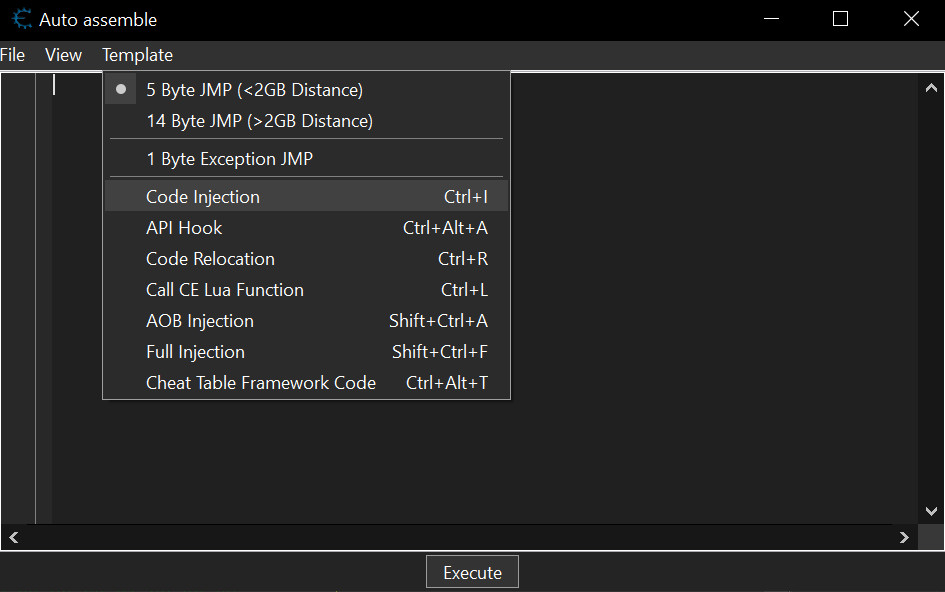 Auto assemble
File View Template
5 Byte JMP (<2GB Distance)
14 Byte JMP (>2GB Distance)
1 Byte Exception JMP
Code Injection Ctrl+I
API Hook Ctrl+Alt+A
Code Relocation Ctrl+R
Call CE Lua Function Ctrl+L
AOB Injection Shift+Ctrl+A
Full Injection Shift+Ctrl+F
Cheat Table Framework Code Ctrl+Alt+T
Execute